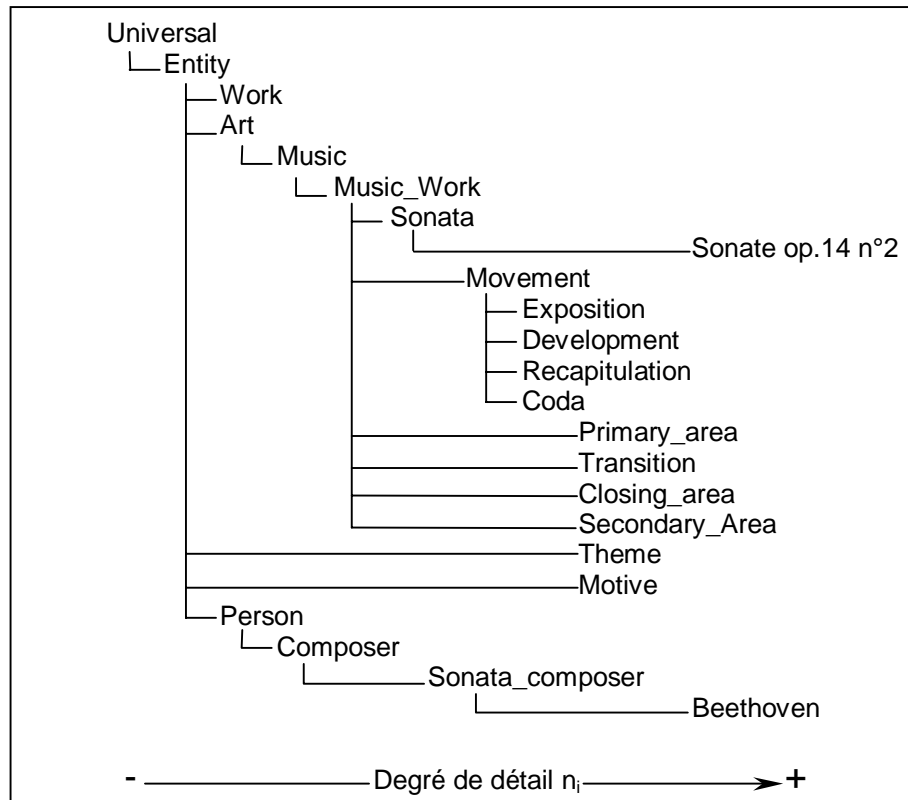 Universal
Entity
Work
Art
Music
Music_Work
Sonata
Sonate op.14 n°2
Movement
Exposition
Development
Recapitulation
Coda
Primary_area
Transition
Closing_area
Secondary_Area
Theme
Motive
Person
Composer
Sonata_composer
Beethoven
- Degré de détail nᵢ +